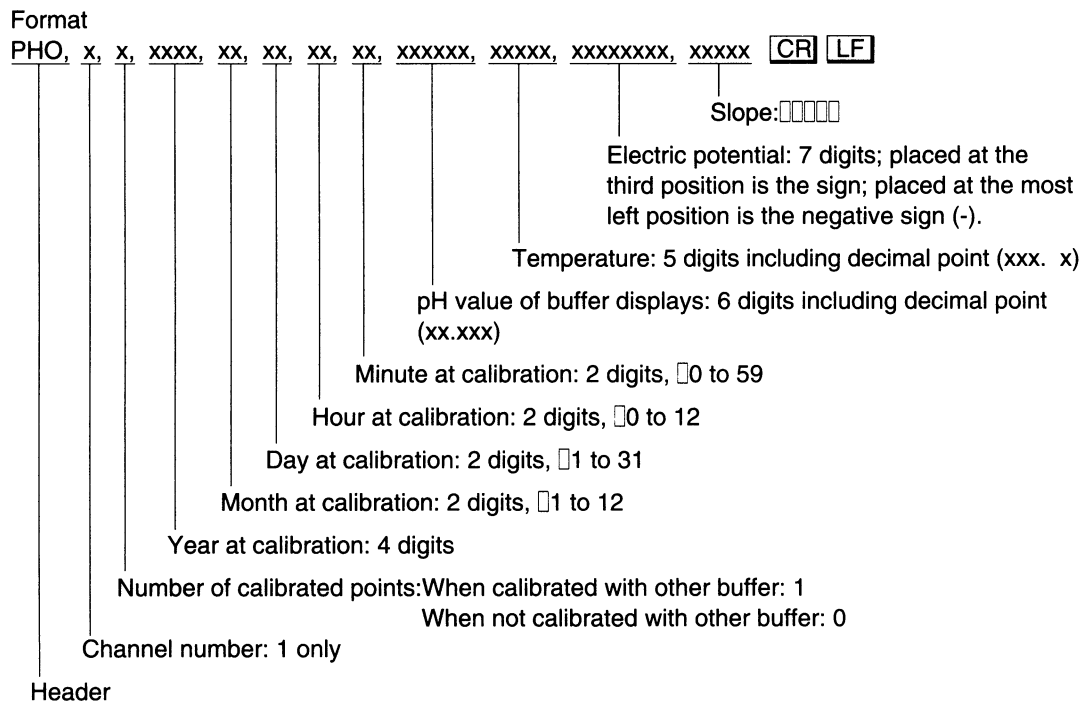 Format
PHO, x, x, xxxx, xx, xx, xx, xx, xxxxxx, xxxxx, xxxxxxxx, xxxxx CR LF
Slope:□□□□□
Electric potential: 7 digits; placed at the
third position is the sign; placed at the most
left position is the negative sign (-).
Temperature: 5 digits including decimal point (xxx. x)
pH value of buffer displays: 6 digits including decimal point
(xx.xxx)
Minute at calibration: 2 digits, □0 to 59
Hour at calibration: 2 digits, □0 to 12
Day at calibration: 2 digits, □1 to 31
Month at calibration: 2 digits, □1 to 12
Year at calibration: 4 digits
Number of calibrated points:When calibrated with other buffer: 1
When not calibrated with other buffer: 0
Channel number: 1 only
Header